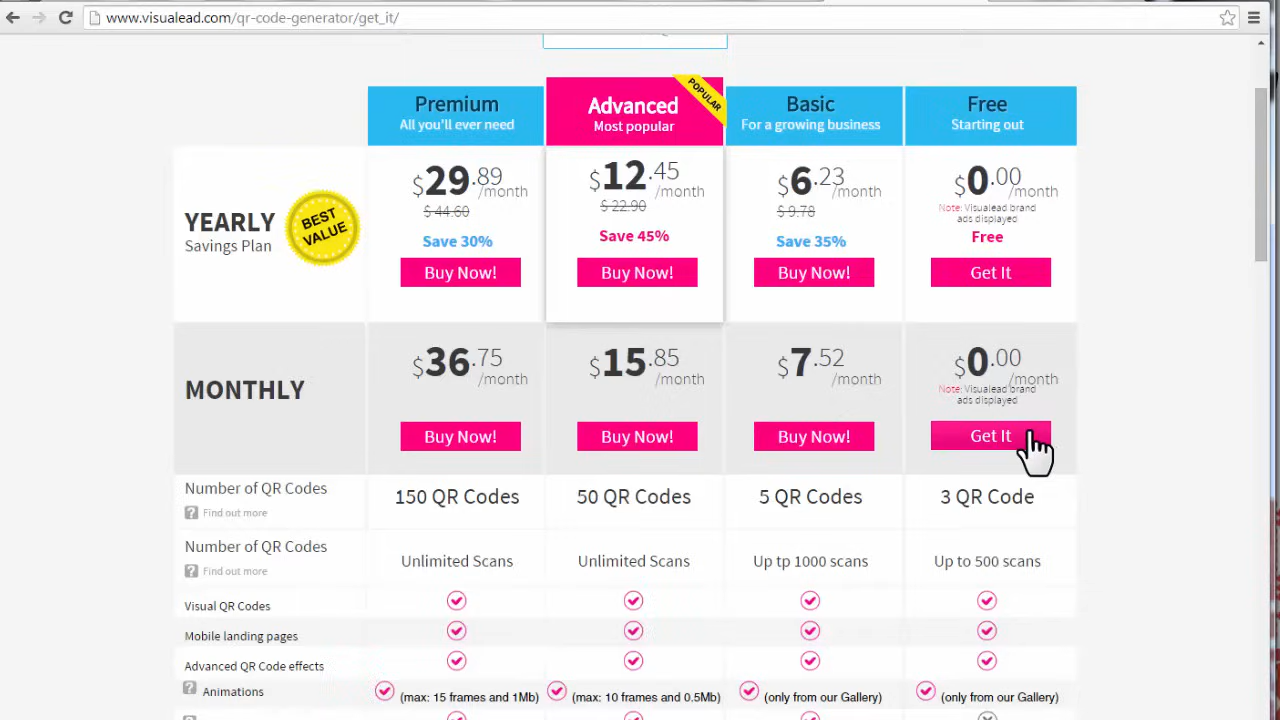 www.visualead.com/qr-code-generator/get_it/
Premium
All you'll ever need
Advanced
Most popular
POPULAR
Basic
For a growing business
Free
Starting out
YEARLY
Savings Plan
BEST
VALUE
$29.89
/month
$ 44.60
Save 30%
Buy Now!
$12.45
/month
$ 22.90
Save 45%
Buy Now!
$6.23
/month
$ 9.78
Save 35%
Buy Now!
$0.00
/month
Note: Visualead brand
ads displayed
Free
Get It
MONTHLY
$36.75
/month
Buy Now!
$15.85
/month
Buy Now!
$7.52
/month
Buy Now!
$0.00
/month
Note: Visualead brand
ads displayed
Get It
Number of QR Codes
? Find out more
150 QR Codes
50 QR Codes
5 QR Codes
3 QR Code
Number of QR Codes
? Find out more
Unlimited Scans
Unlimited Scans
Up tp 1000 scans
Up to 500 scans
Visual QR Codes
Mobile landing pages
Advanced QR Code effects
? Animations
(max: 15 frames and 1Mb)
(max: 10 frames and 0.5Mb)
(only from our Gallery)
(only from our Gallery)